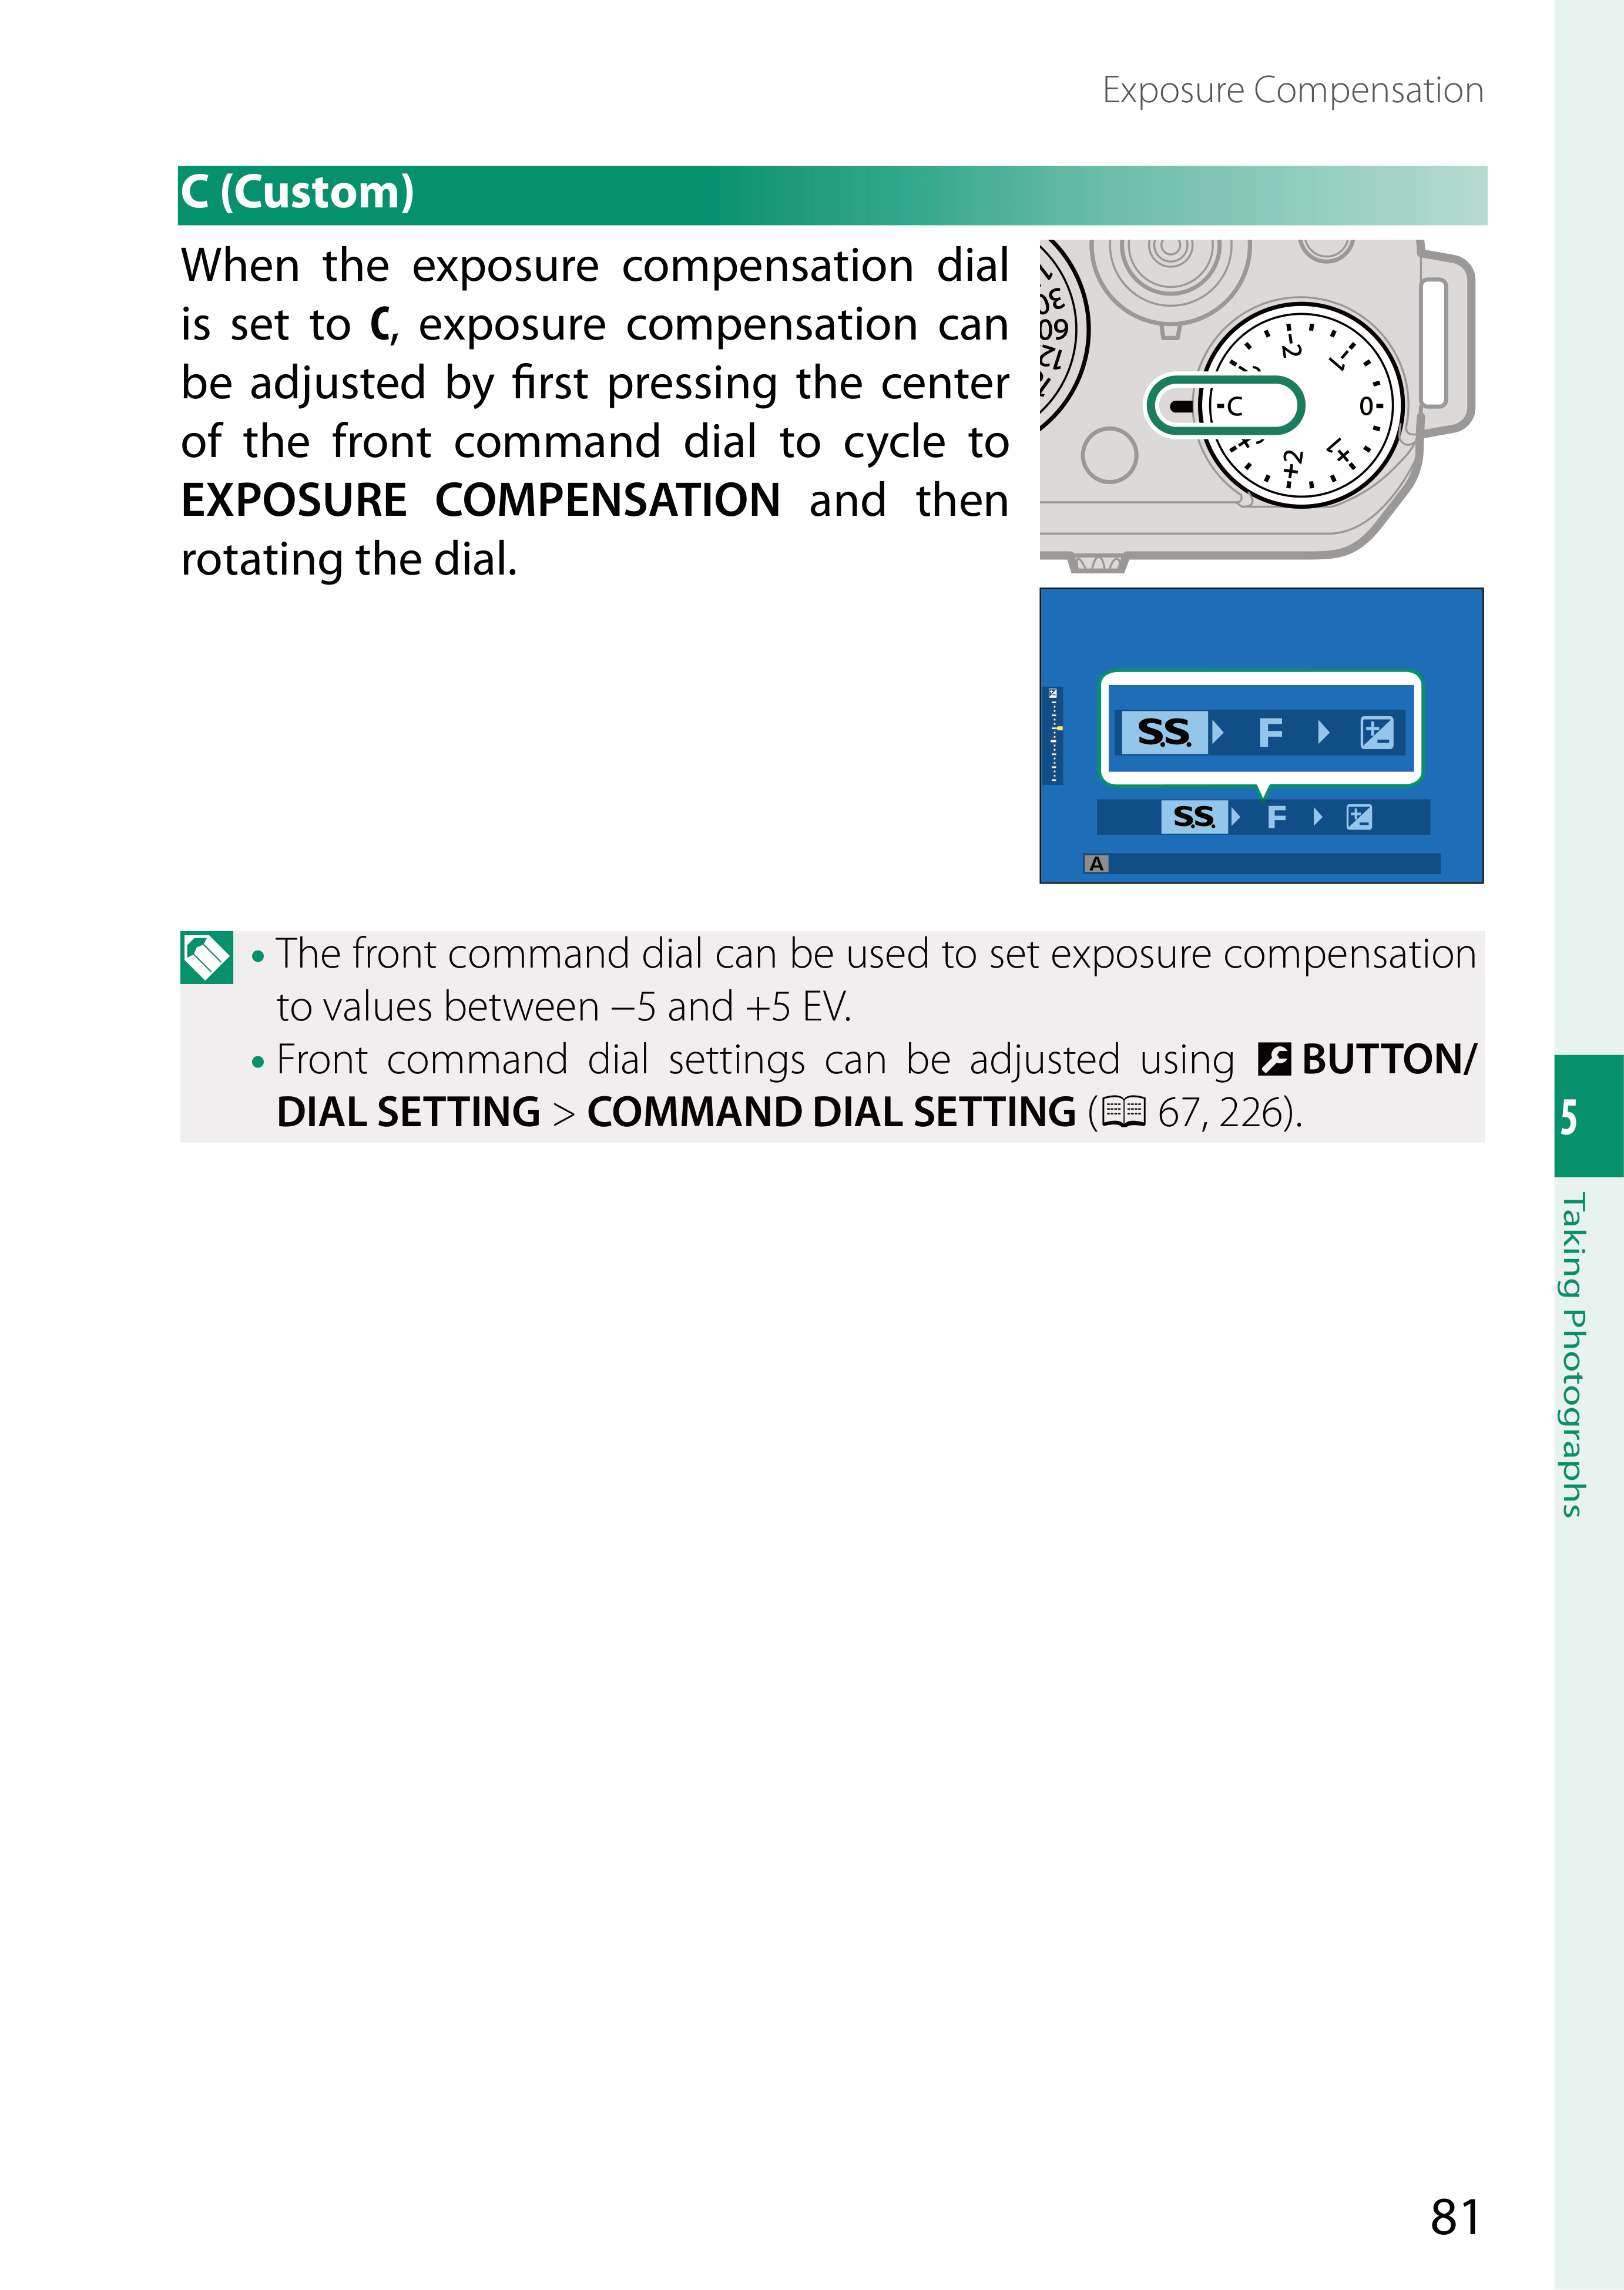 Exposure Compensation
C (Custom)
When the exposure compensation dial
is set to C, exposure compensation can
be adjusted by first pressing the center
of the front command dial to cycle to
EXPOSURE COMPENSATION and then
rotating the dial.
30
60
-2
-1
C
0
+2
+1
S.S. F
S.S. F
A
• The front command dial can be used to set exposure compensation
to values between −5 and +5 EV.
• Front command dial settings can be adjusted using BUTTON/
DIAL SETTING > COMMAND DIAL SETTING (67, 226).
5
Taking Photographs
81